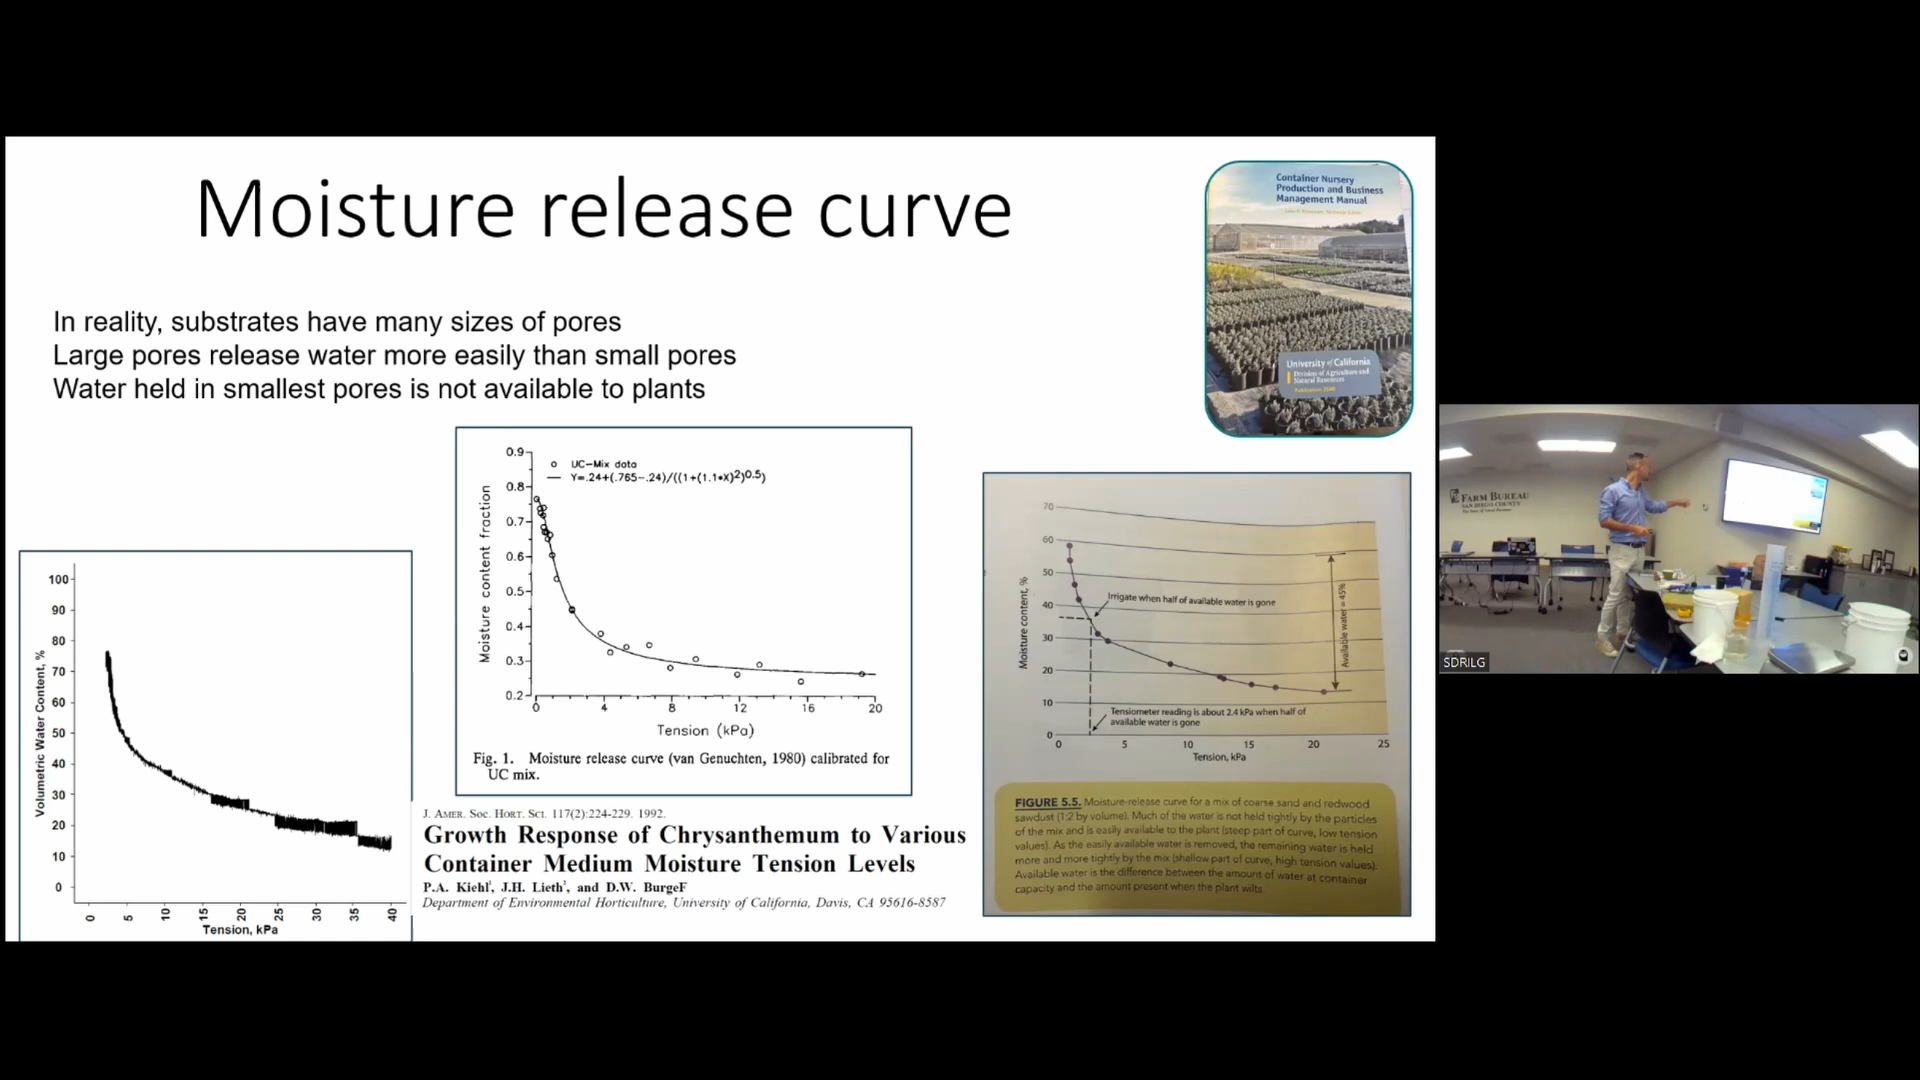 Moisture release curve
In reality, substrates have many sizes of pores
Large pores release water more easily than small pores
Water held in smallest pores is not available to plants
Container Nursery
Production and Business
Management Manual
University of California
Division of Agriculture and
Natural Resources
100
90
80
70
60
50
40
30
20
10
0
Volumetric Water Content, %
0 5 10 15 20 25 30 35 40
Tension, kPa
0.9
0.8
0.7
0.6
0.5
0.4
0.3
0.2
Moisture content fraction
UC-Mix data
Y=.24+(.765-.24)/((1+(1.1*X)2)0.5)
0 4 8 12 16 20
Tension (kPa)
Fig. 1. Moisture release curve (van Genuchten, 1980) calibrated for
UC mix.
J. Amer. Soc. Hort. Sci. 117(2):224-229. 1992.
Growth Response of Chrysanthemum to Various
Container Medium Moisture Tension Levels
P.A. Kiehl, J.H. Lieth, and D.W. Burger
Department of Environmental Horticulture, University of California, Davis, CA 95616-8587
70
60
50
40
30
20
10
0
Moisture content, %
Irrigate when half of available water is gone
Available water = 45%
Tensiometer reading is about 2.4 kPa when half of
available water is gone
0 5 10 15 20 25
Tension, kPa
FIGURE 5.5. Moisture-release curve for a mix of coarse sand and redwood
sawdust (1:2 by volume). Much of the water is not held tightly by the particles
of the mix and is easily available to the plant (steep part of curve, low tension
values). As the easily available water is removed, the remaining water is held
more and more tightly by the mix (shallow part of curve, high tension values).
Available water is the difference between the amount of water at container
capacity and the amount present when the plant wilts.
FARM BUREAU
SAN DIEGO COUNTY
SDRILG